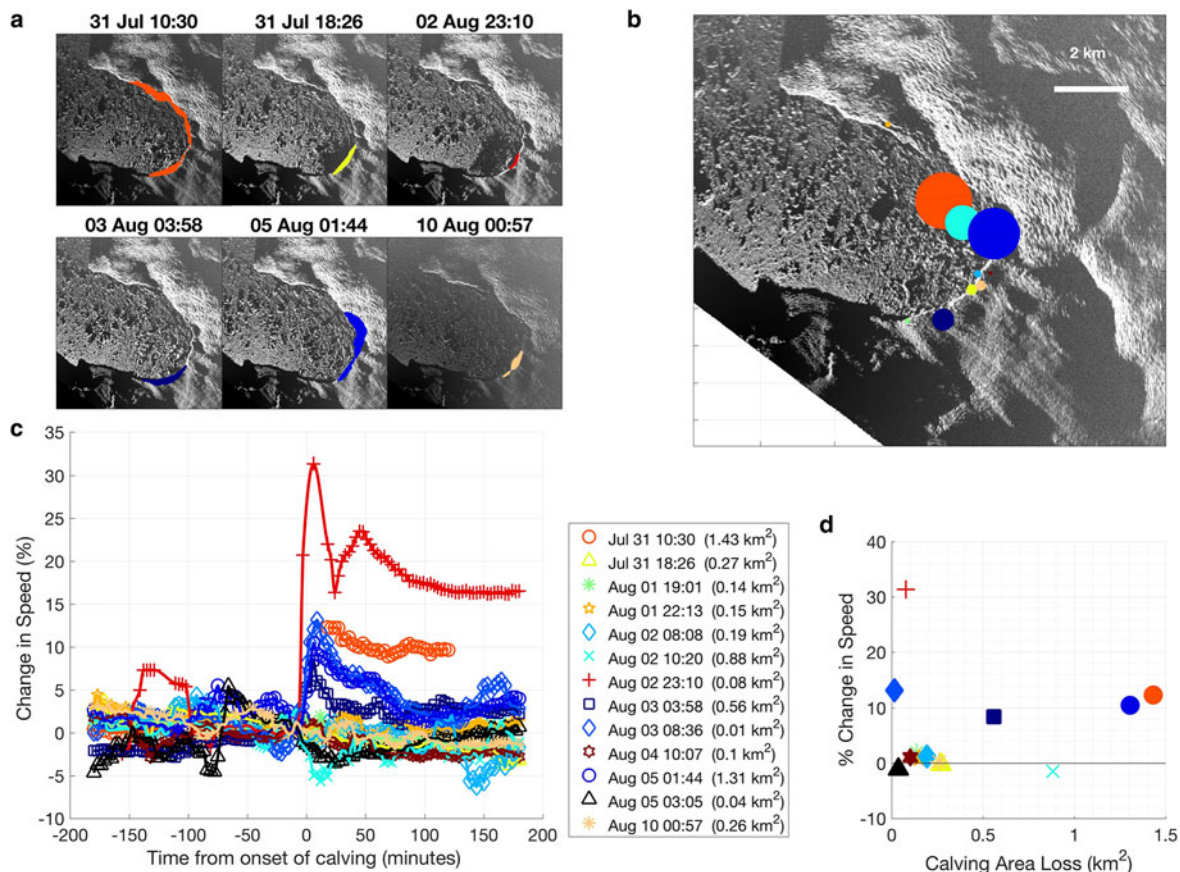 a
31 Jul 10:30
31 Jul 18:26
02 Aug 23:10
03 Aug 03:58
05 Aug 01:44
10 Aug 00:57
b
2 km
c
35
30
25
20
15
10
5
0
-5
-10
Change in Speed (%)
-200
-150
-100
-50
0
50
100
150
200
Time from onset of calving (minutes)
Jul 31 10:30 (1.43 km²)
Jul 31 18:26 (0.27 km²)
Aug 01 19:01 (0.14 km²)
Aug 01 22:13 (0.15 km²)
Aug 02 08:08 (0.19 km²)
Aug 02 10:20 (0.88 km²)
Aug 02 23:10 (0.08 km²)
Aug 03 03:58 (0.56 km²)
Aug 03 08:36 (0.01 km²)
Aug 04 10:07 (0.1 km²)
Aug 05 01:44 (1.31 km²)
Aug 05 03:05 (0.04 km²)
Aug 10 00:57 (0.26 km²)
d
40
30
20
10
0
-10
% Change in Speed
0
0.5
1
1.5
Calving Area Loss (km²)